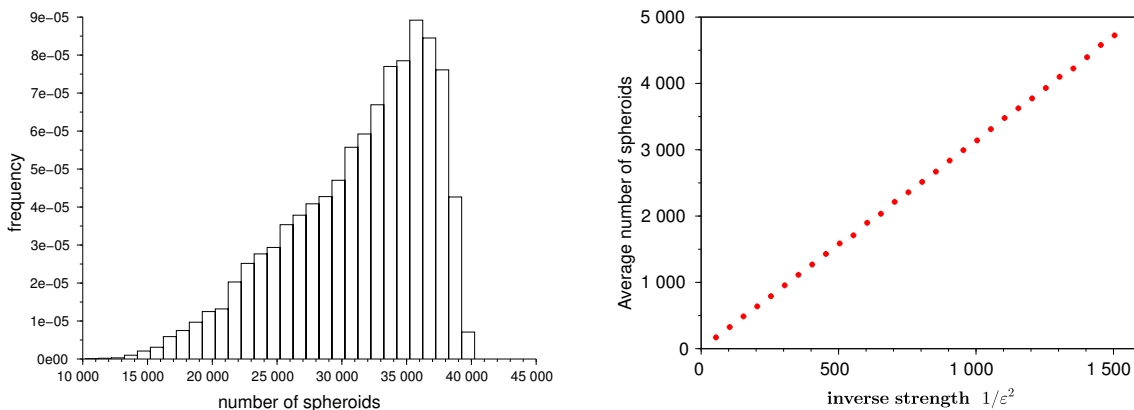 9e−05
8e−05
7e−05
6e−05
5e−05
4e−05
3e−05
2e−05
1e−05
0e00
frequency
10 000 15 000 20 000 25 000 30 000 35 000 40 000 45 000
number of spheroids
5 000
4 000
3 000
2 000
1 000
0
Average number of spheroids
0 500 1 000 1 500
inverse strength 1/ε²